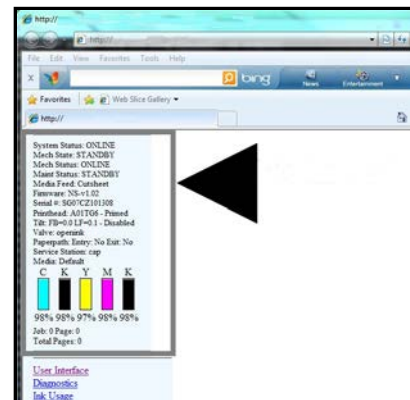 http://
http://
File Edit View Favorites Tools Help
x bing News Entertainment
Favorites Web Slice Gallery
http://
System Status: ONLINE
Mech State: STANDBY
Mech Status: ONLINE
Maint Status: STANDBY
Media Feed: Cutsheet
Firmware: NS-v1.02
Serial #: SG07CZ101308
Printhead: A01TG6 - Primed
Tilt: FB=0.0 LF=0.1 - Disabled
Valve: openink
Paperpath: Entry: No Exit: No
Service Station: cap
Media: Default
C K Y M K
98% 98% 97% 98% 98%
Job: 0 Page: 0
Total Pages: 0
User Interface
Diagnostics
Ink Usage